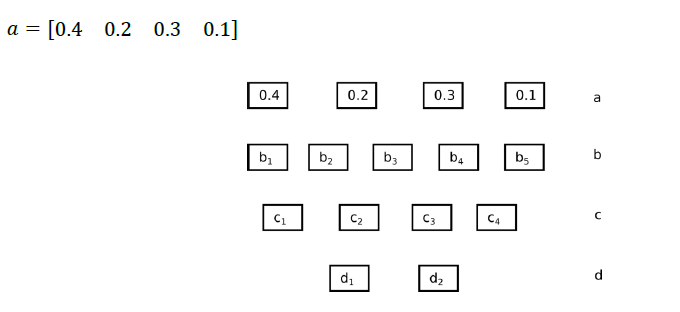 a = [0.4 0.2 0.3 0.1]
0.4 0.2 0.3 0.1 a
b₁ b₂ b₃ b₄ b₅ b
c₁ c₂ c₃ c₄ c
d₁ d₂ d